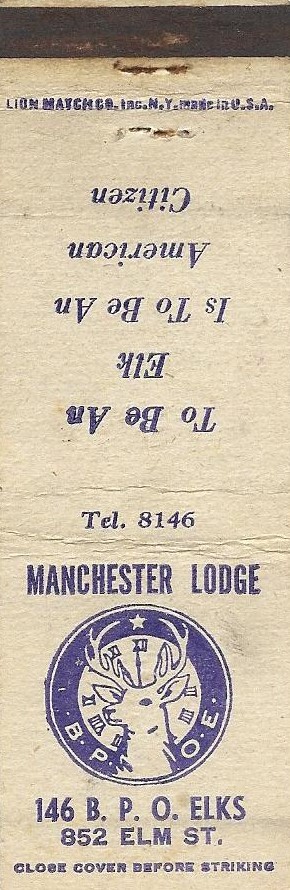 LION MATCH CO. Inc. N.Y. Made in U.S.A.
To Be An
Elk
Is To Be An
American
Citizen
Tel. 8146
MANCHESTER LODGE
B. P. O. E.
146 B. P. O. ELKS
852 ELM ST.
CLOSE COVER BEFORE STRIKING